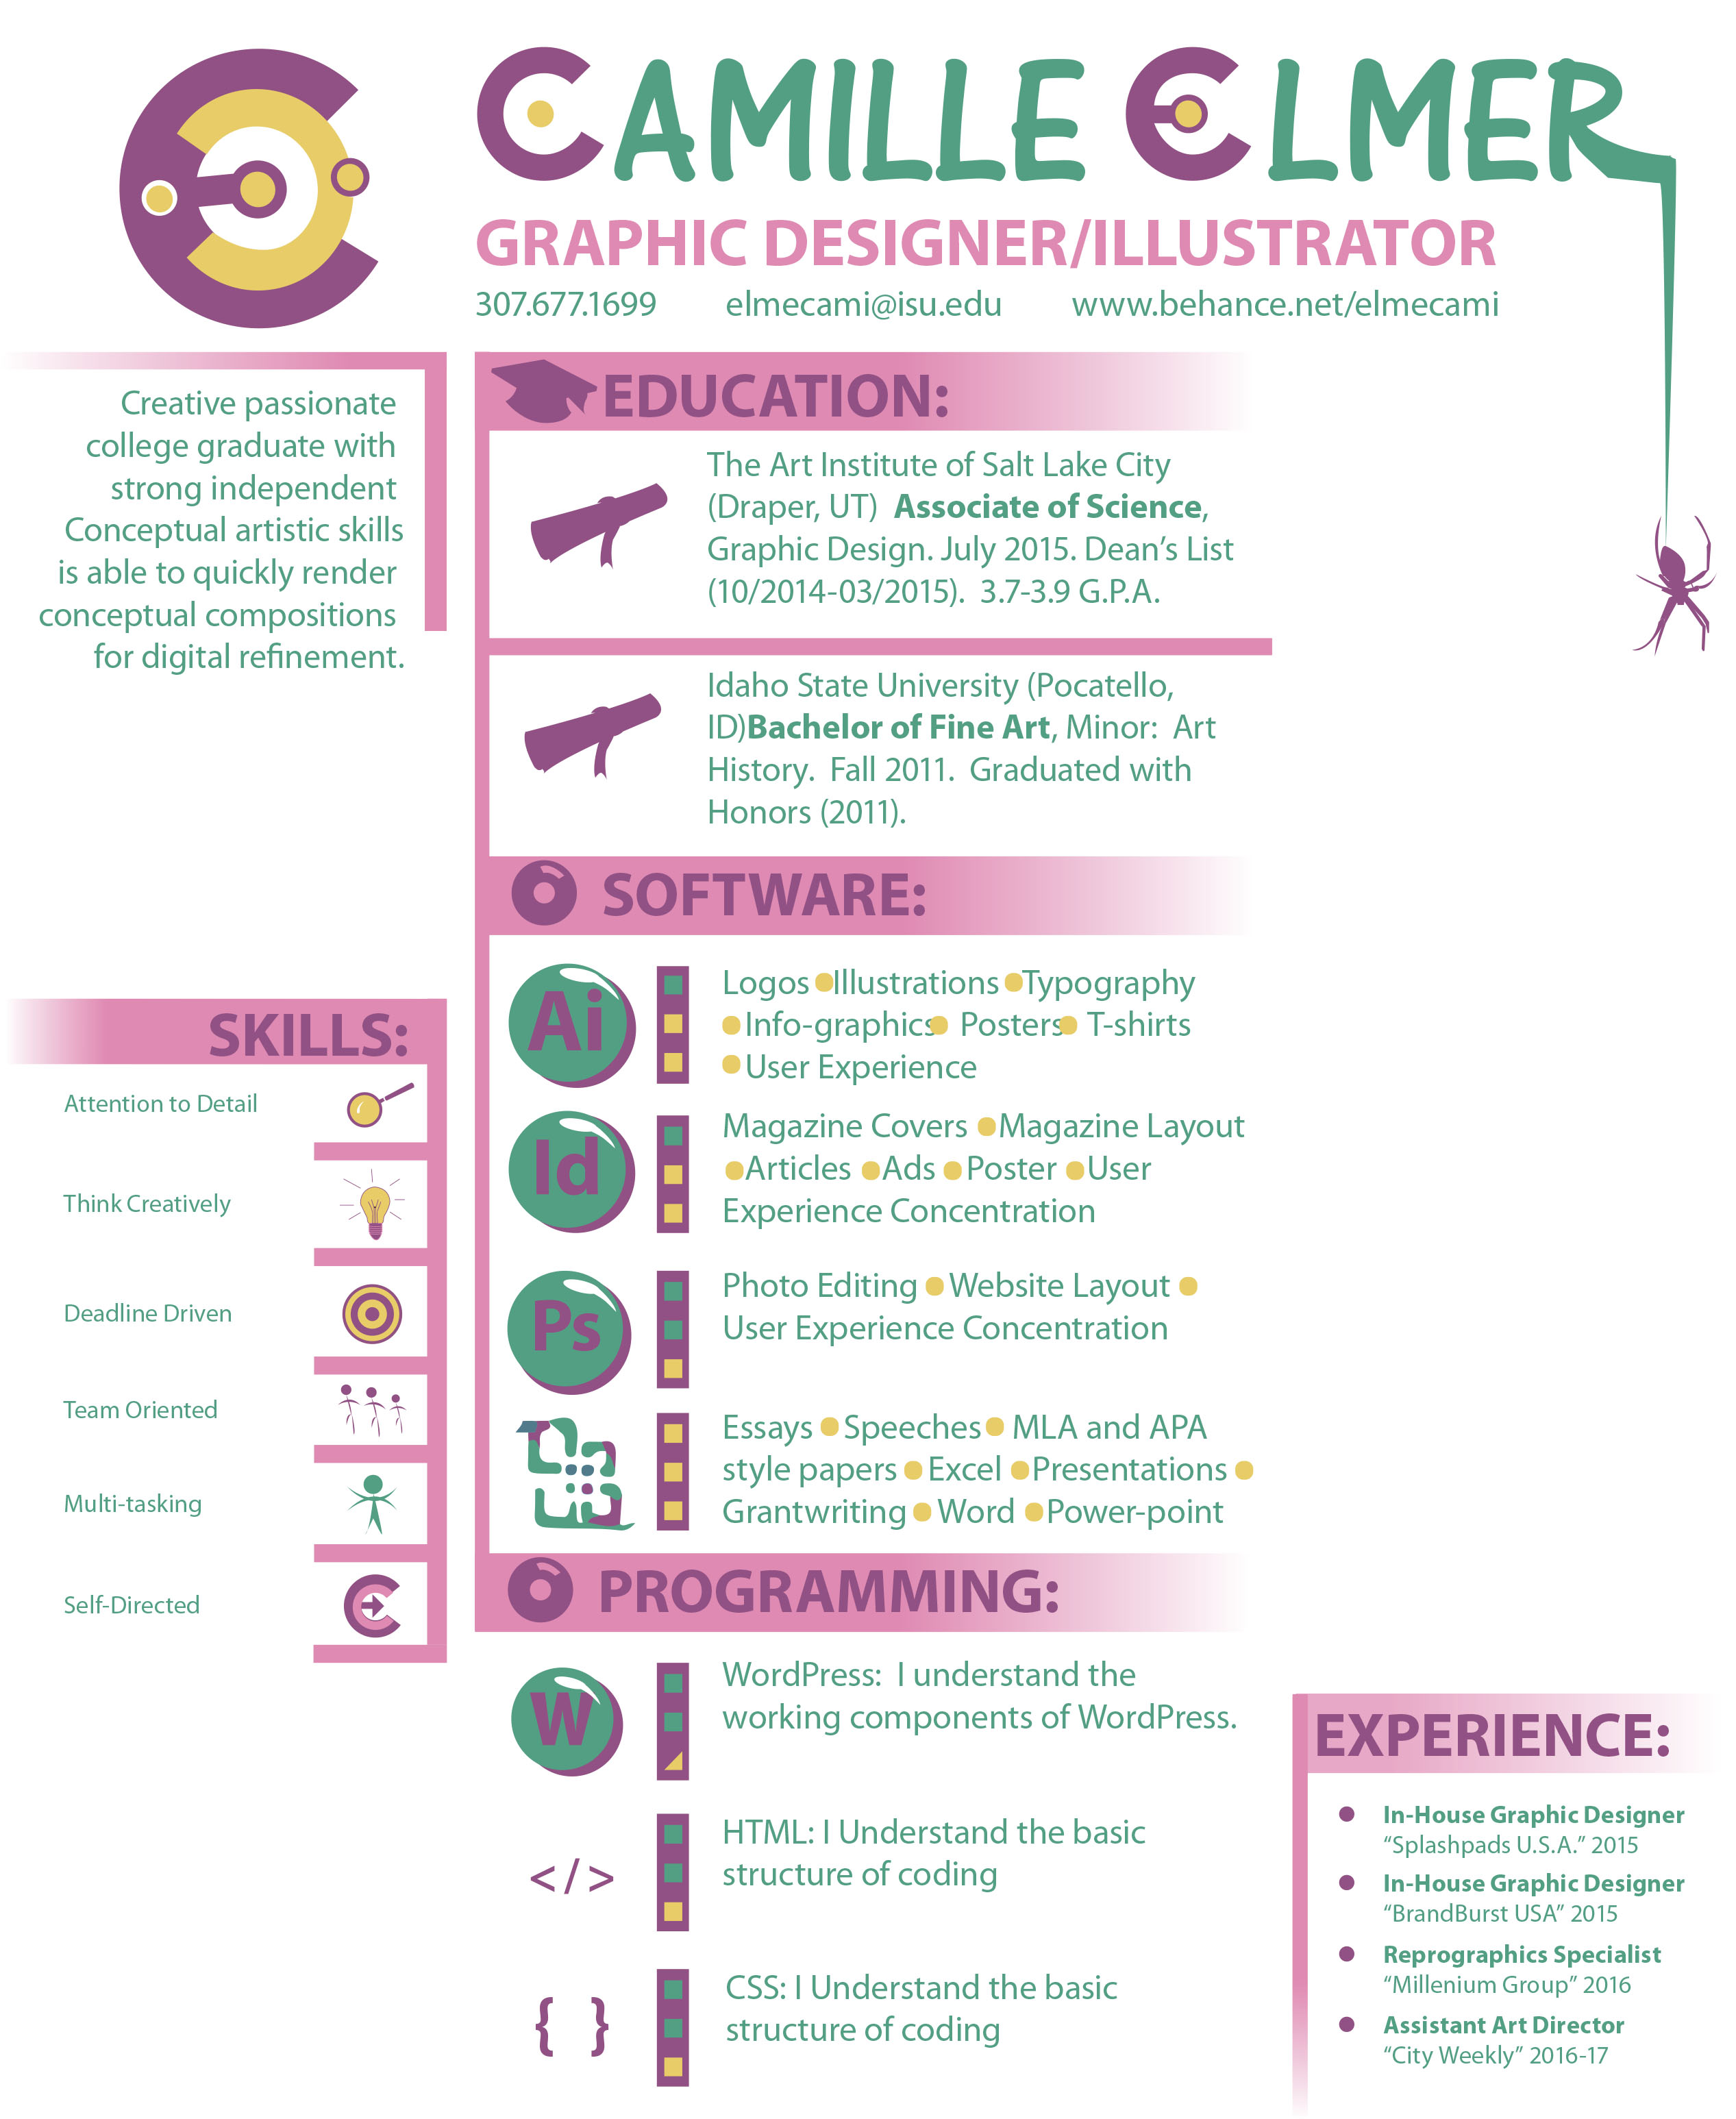 CAMILLE ELMER
GRAPHIC DESIGNER/ILLUSTRATOR
307.677.1699 elmecami@isu.edu www.behance.net/elmecami
Creative passionate
college graduate with
strong independent
Conceptual artistic skills
is able to quickly render
conceptual compositions
for digital refinement.
EDUCATION:
The Art Institute of Salt Lake City
(Draper, UT) Associate of Science,
Graphic Design. July 2015. Dean's List
(10/2014-03/2015). 3.7-3.9 G.P.A.
Idaho State University (Pocatello,
ID)Bachelor of Fine Art, Minor: Art
History. Fall 2011. Graduated with
Honors (2011).
SOFTWARE:
Ai
Logos •Illustrations •Typography
•Info-graphics• Posters• T-shirts
•User Experience
Id
Magazine Covers •Magazine Layout
•Articles •Ads •Poster •User
Experience Concentration
Ps
Photo Editing •Website Layout •
User Experience Concentration
Essays •Speeches• MLA and APA
style papers •Excel •Presentations •
Grantwriting • Word •Power-point
SKILLS:
Attention to Detail
Think Creatively
Deadline Driven
Team Oriented
Multi-tasking
Self-Directed
PROGRAMMING:
W
WordPress: I understand the
working components of WordPress.
</>
HTML: I Understand the basic
structure of coding
{ }
CSS: I Understand the basic
structure of coding
EXPERIENCE:
• In-House Graphic Designer
“Splashpads U.S.A.” 2015
• In-House Graphic Designer
“BrandBurst USA” 2015
• Reprographics Specialist
“Millenium Group” 2016
• Assistant Art Director
“City Weekly” 2016-17